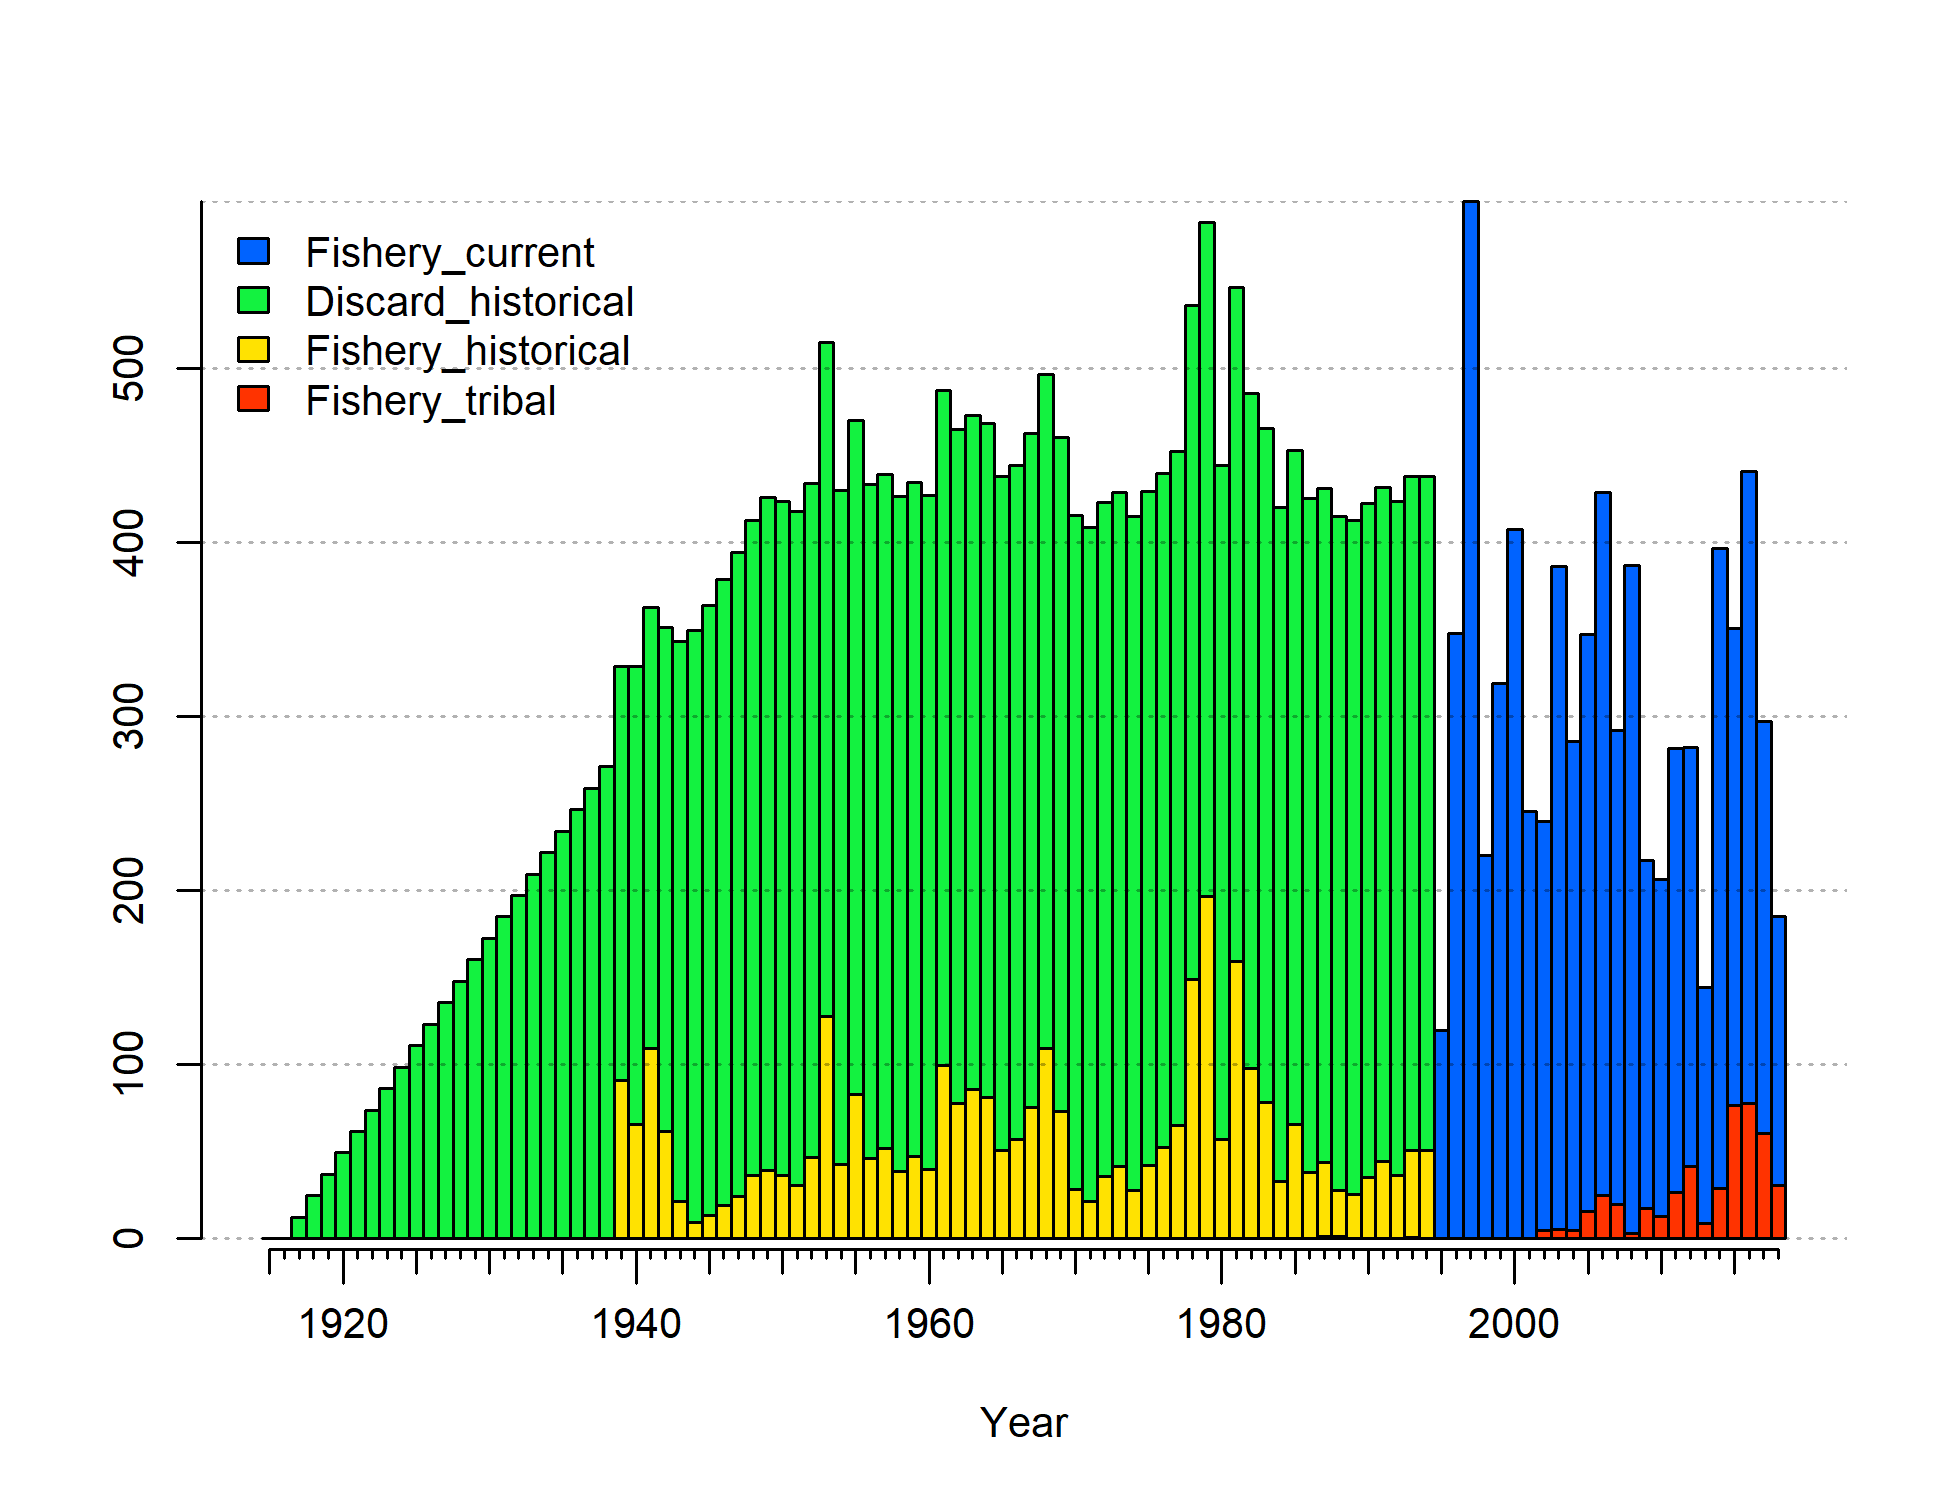 Fishery_current
Discard_historical
Fishery_historical
Fishery_tribal
500
400
300
200
100
0
1920 1940 1960 1980 2000
Year